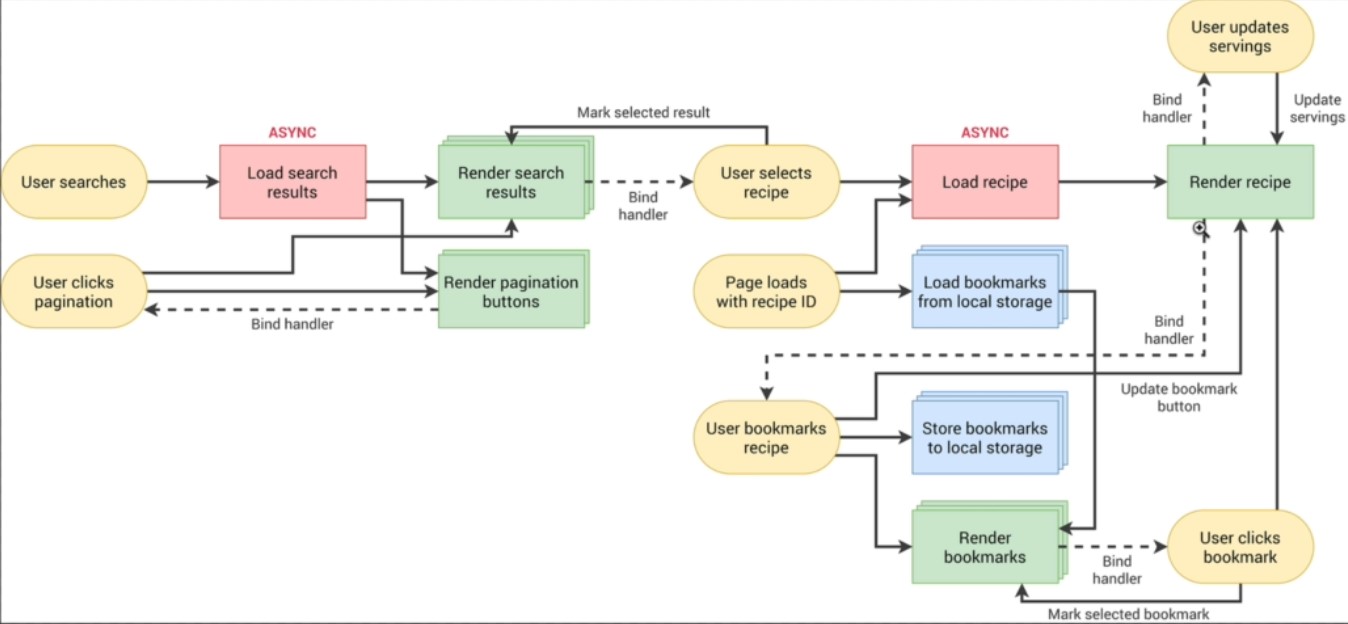 User updates
servings
Bind
handler
Update
servings
Mark selected result
ASYNC
ASYNC
User searches
Load search
results
Render search
results
Bind
handler
User selects
recipe
Load recipe
Render recipe
User clicks
pagination
Render pagination
buttons
Bind handler
Page loads
with recipe ID
Load bookmarks
from local storage
Bind
handler
Update bookmark
button
User bookmarks
recipe
Store bookmarks
to local storage
Render
bookmarks
Bind
handler
User clicks
bookmark
Mark selected bookmark